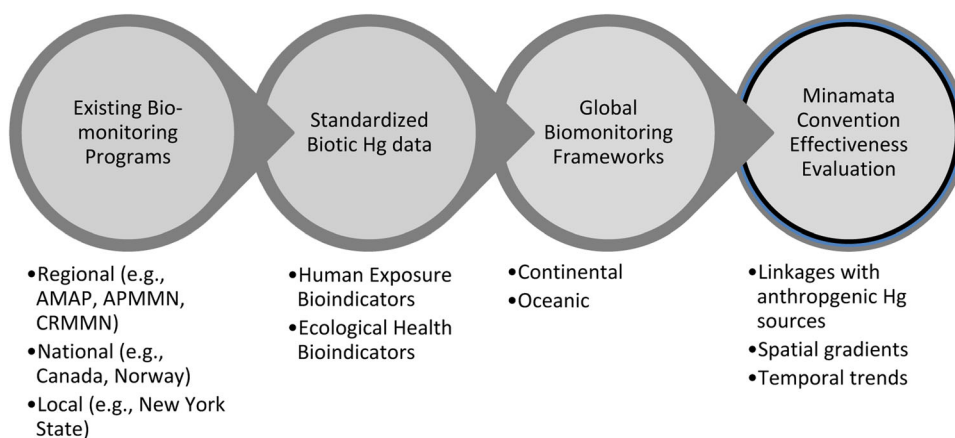 Existing Bio-
monitoring
Programs
Standardized
Biotic Hg data
Global
Biomonitoring
Frameworks
Minamata
Convention
Effectiveness
Evaluation
•Regional (e.g.,
AMAP, APMMN,
CRMMN)
•National (e.g.,
Canada, Norway)
•Local (e.g., New York
State)
•Human Exposure
Bioindicators
•Ecological Health
Bioindicators
•Continental
•Oceanic
•Linkages with
anthropgenic Hg
sources
•Spatial gradients
•Temporal trends